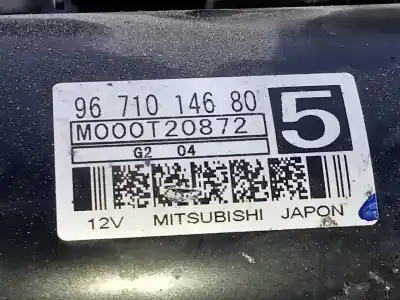 96 710 146 80
5
M000T20872
G2 04
12V MITSUBISHI JAPON